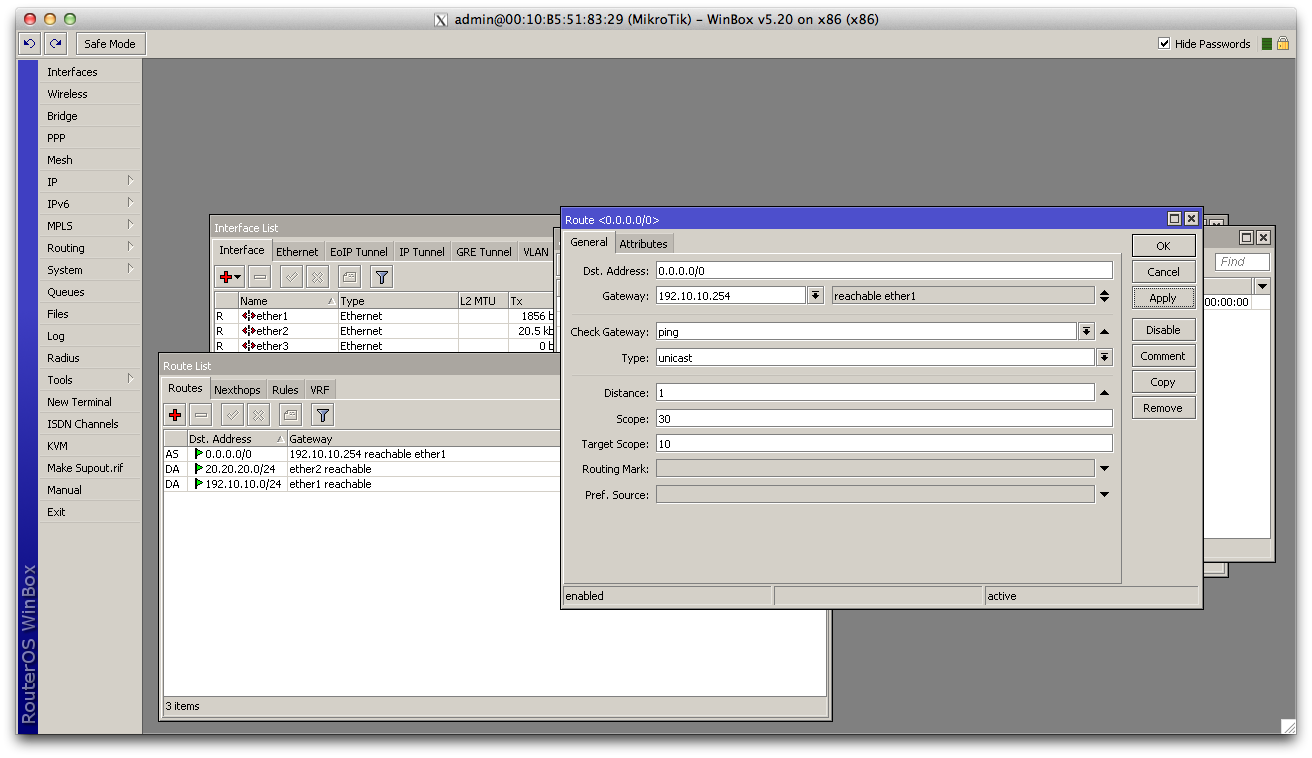 admin@00:10:B5:51:83:29 (MikroTik) – WinBox v5.20 on x86 (x86)
Safe Mode
Hide Passwords
Interfaces
Wireless
Bridge
PPP
Mesh
IP
IPv6
MPLS
Routing
System
Queues
Files
Log
Radius
Tools
New Terminal
ISDN Channels
KVM
Make Supout.rif
Manual
Exit
RouterOS WinBox
Interface List
Interface Ethernet EoIP Tunnel IP Tunnel GRE Tunnel VLAN
Name Type L2 MTU Tx
R ether1 Ethernet 1856 b
R ether2 Ethernet 20.5 kb
R ether3 Ethernet 0 b
Route List
Routes Nexthops Rules VRF
Dst. Address Gateway
AS 0.0.0.0/0 192.10.10.254 reachable ether1
DA 20.20.20.0/24 ether2 reachable
DA 192.10.10.0/24 ether1 reachable
3 items
Route <0.0.0.0/0>
General Attributes
Dst. Address: 0.0.0.0/0
Gateway: 192.10.10.254 reachable ether1
Check Gateway: ping
Type: unicast
Distance: 1
Scope: 30
Target Scope: 10
Routing Mark:
Pref. Source:
enabled
active
OK
Cancel
Apply
Disable
Comment
Copy
Remove
Find
00:00:00